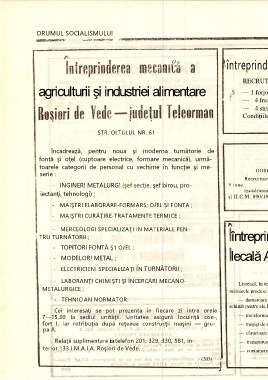 DRUMUL SOCIALISMULUI
Întreprinderea mecanică a
agriculturii și industriei alimentare
Roșiori de Vede — județul Teleorman
STR. OLTULUI NR. 61
Încadrează, pentru noua și moderna turnătorie de
fontă și oțel (cuptoare electrice, formare mecanică), urmă-
toarele categorii de personal cu vechime în funcție și me-
serie :
- INGINERI METALURGI (șef secție, șef birou, pro-
iectanți, tehnologi) ;
- MAIȘTRI ELABORARE-FORMARE; OȚEL ȘI FONTĂ ;
- MAIȘTRI CURĂȚIRE-TRATAMENTE TERMICE ;
- MERCEOLOGI SPECIALIZAȚI IN MATERIALE PEN-
TRU TURNĂTORII ;
- TOPITORI FONTĂ ȘI OȚEL ;
- MODELORI METAL ;
- ELECTRICIENI SPECIALIZAȚI ÎN TURNĂTORII ;
- LABORANȚI CHIMIȘTI ȘI ÎNCERCĂRI MECANO-
METALURGICE ;
- TEHNICIAN NORMATOR.
Cei interesați se pot prezenta în fiecare zi între orele
7—15,30 la sediul unității. Unitatea asigură locuință con-
fort I, iar retribuția după rețeaua construcții mașini — gru-
pa A.
Relații suplimentare la telefon 201, 329, 330, 581, in-
terior 133 I.M.A.I.A. Roșiori de Vede.
întreprind
RECRUT
— 1 forjo
— 4 frez
— 4 stru
Condițiile
întreprin